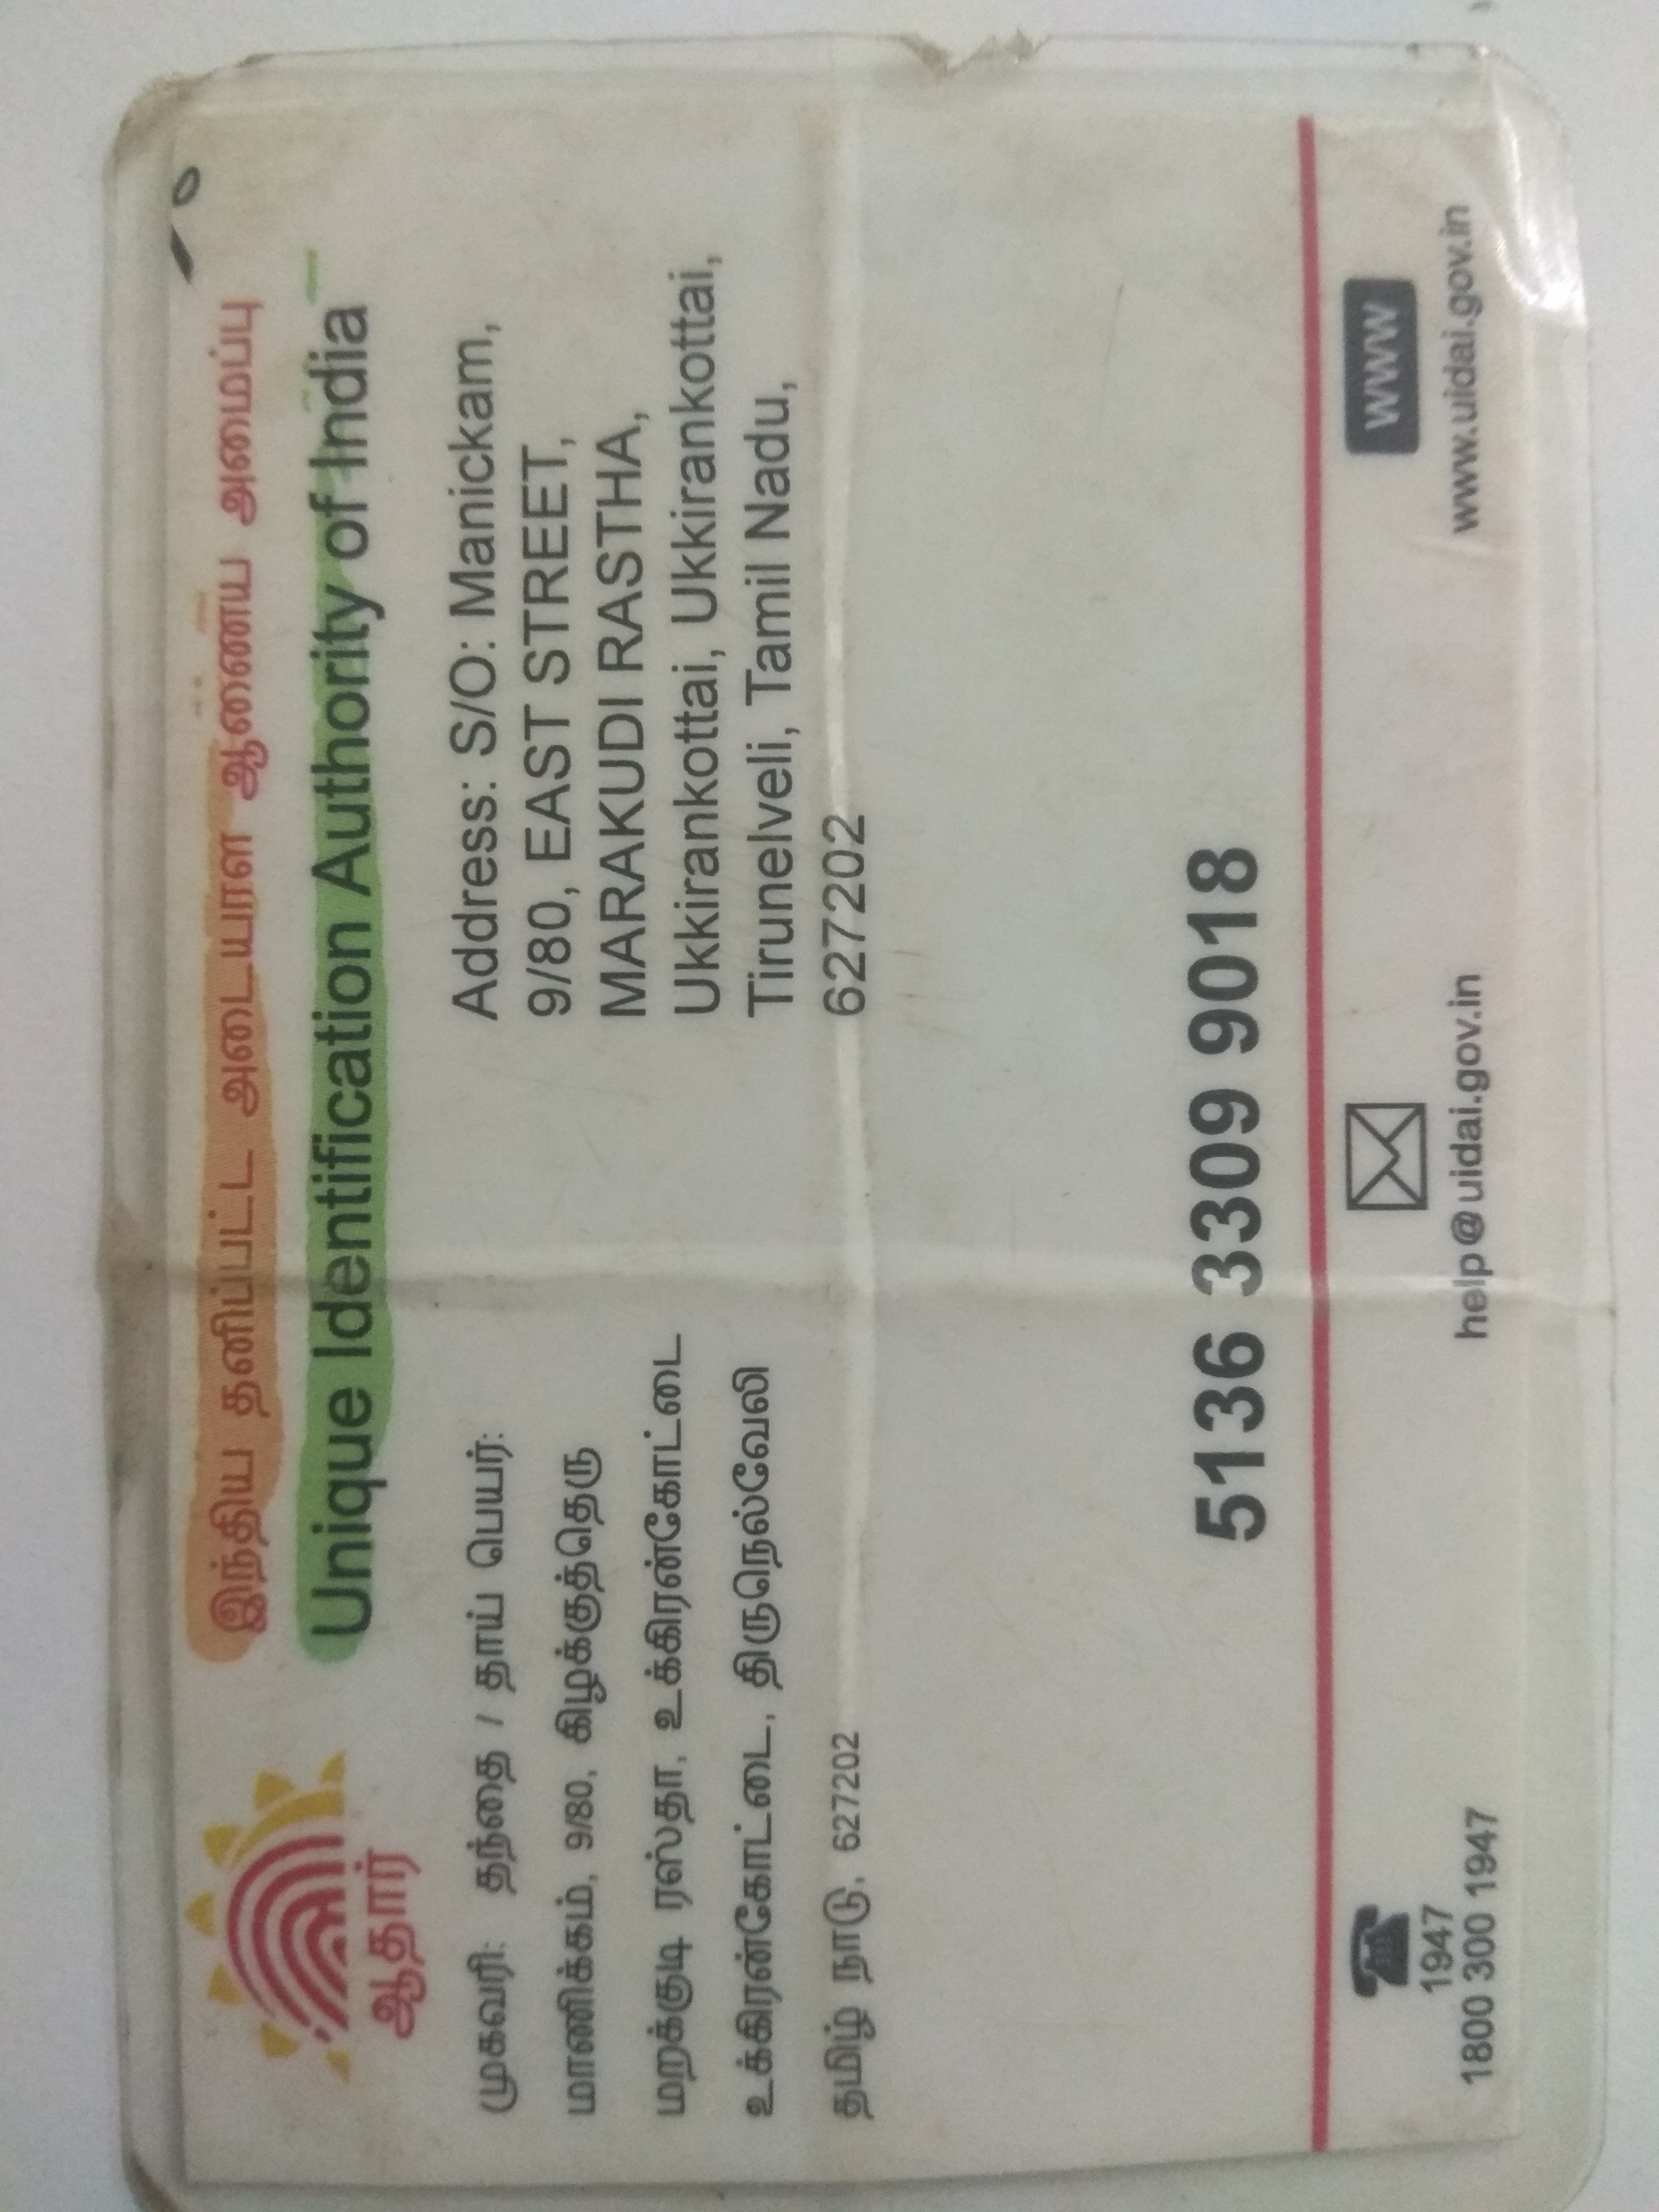 இந்திய தனிப்பட்ட அடையாள ஆணைய அமைப்பு
Unique Identification Authority of India
ஆதார்
முகவரி: தந்தை / தாய் பெயர்:
மாணிக்கம், 9/80, கிழக்குத்தெரு
மறக்குடி ரஸ்தா, உக்கிரன்கோட்டை
உக்கிரன்கோட்டை, திருநெல்வேலி
தமிழ் நாடு, 627202
Address: S/O: Manickam,
9/80, EAST STREET,
MARAKUDI RASTHA,
Ukkirankottai, Ukkirankottai,
Tirunelveli, Tamil Nadu,
627202
5136 3309 9018
1947
1800 300 1947
help@uidai.gov.in
WWW
www.uidai.gov.in